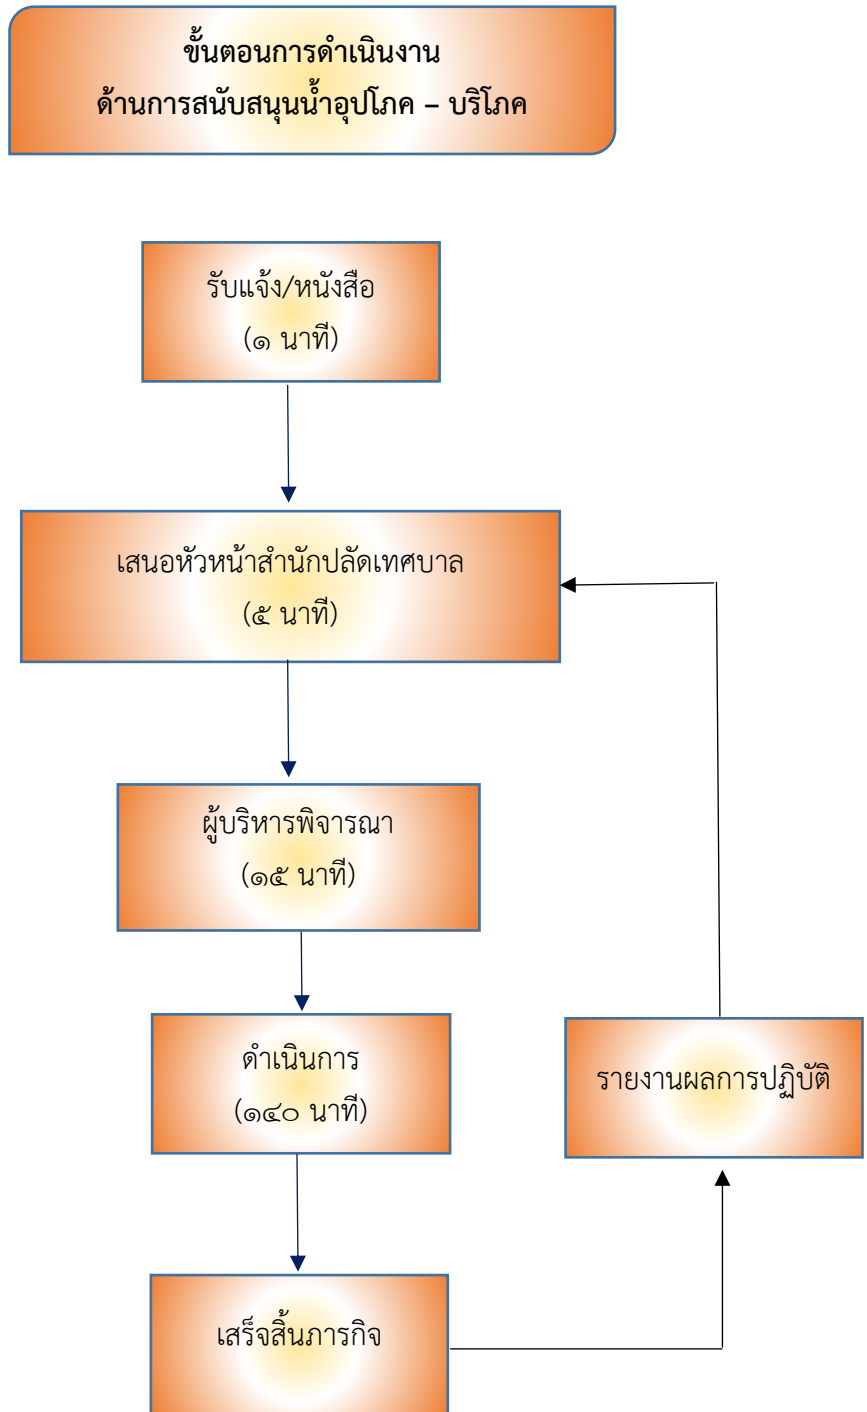 ขั้นตอนการดำเนินงาน
ด้านการสนับสนุนน้ำอุปโภค – บริโภค
รับแจ้ง/หนังสือ
(๑ นาที)
เสนอหัวหน้าสำนักปลัดเทศบาล
(๕ นาที)
ผู้บริหารพิจารณา
(๑๕ นาที)
ดำเนินการ
(๑๔๐ นาที)
รายงานผลการปฏิบัติ
เสร็จสิ้นภารกิจ